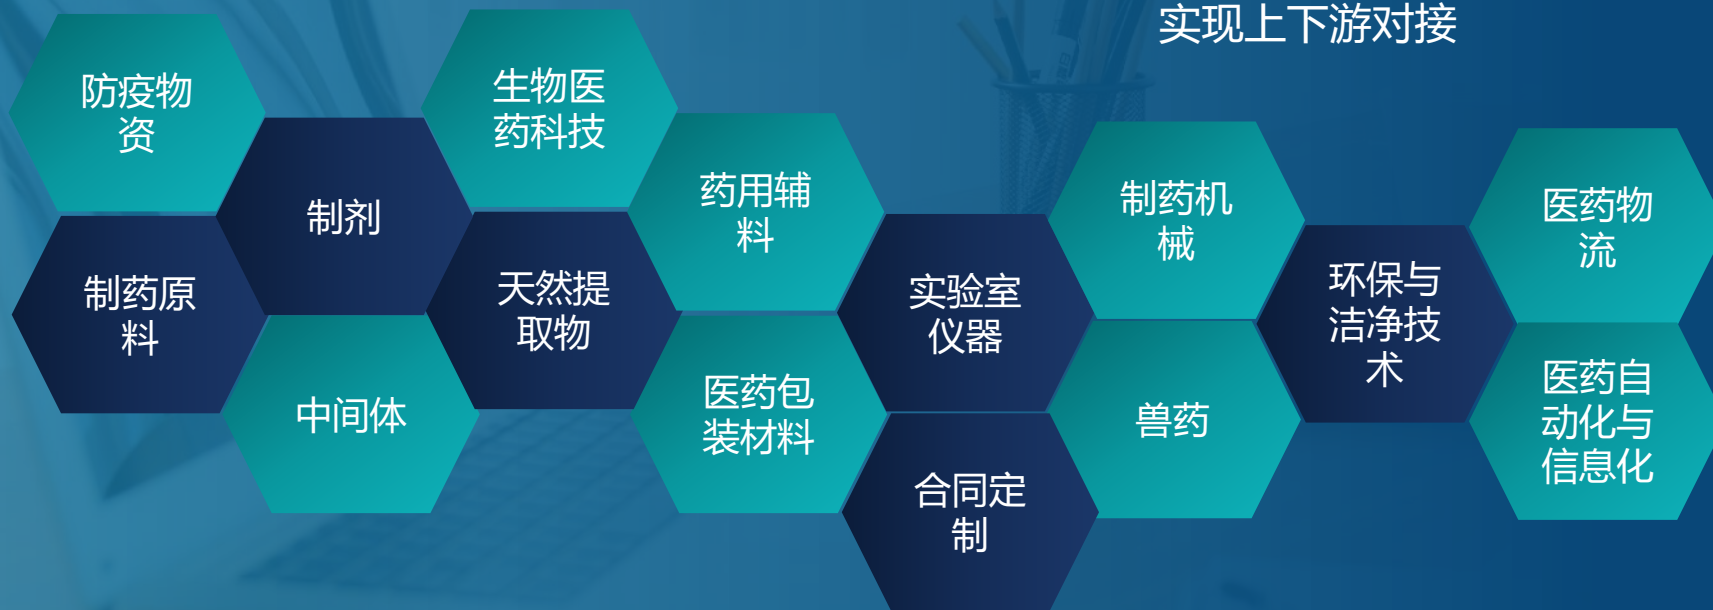 实现上下游对接
防疫物
资
生物医
药科技
制剂
药用辅
料
制药原
料
天然提
取物
中间体
医药包
装材料
实验室
仪器
合同定
制
制药机
械
兽药
环保与
洁净技
术
医药物
流
医药自
动化与
信息化